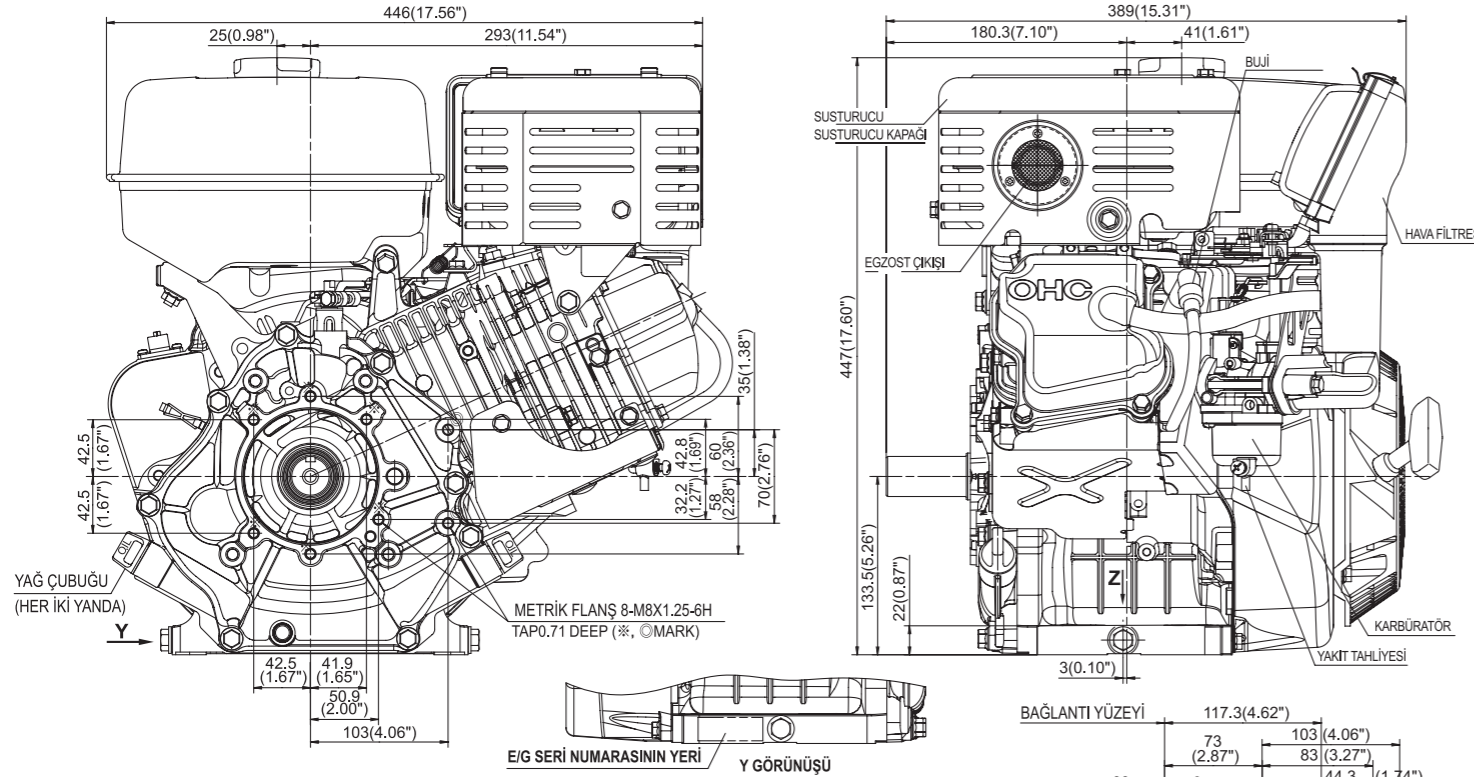 446(17.56")
25(0.98")
293(11.54")
42.5
(1.67")
42.5
(1.67")
35(1.38")
42.8
(1.69")
60
(2.36")
32.2
(1.27")
58
(2.28")
70(2.76")
OIL
OIL
YAĞ ÇUBUĞU
(HER İKİ YANDA)
METRİK FLANŞ 8-M8X1.25-6H
TAP0.71 DEEP (※, ◎MARK)
Y
42.5
(1.67")
41.9
(1.65")
50.9
(2.00")
103(4.06")
E/G SERİ NUMARASININ YERİ
Y GÖRÜNÜŞÜ
389(15.31")
180.3(7.10")
41(1.61")
BUJİ
SUSTURUCU
SUSTURUCU KAPAĞI
EGZOST ÇIKIŞI
HAVA FİLTRES
OHC
447(17.60")
133.5(5.26")
22(0.87")
Z
3(0.10")
KARBÜRATÖR
YAKIT TAHLİYESİ
BAĞLANTI YÜZEYİ
117.3(4.62")
103 (4.06")
73
(2.87")
83 (3.27")
44.3 (1.74")